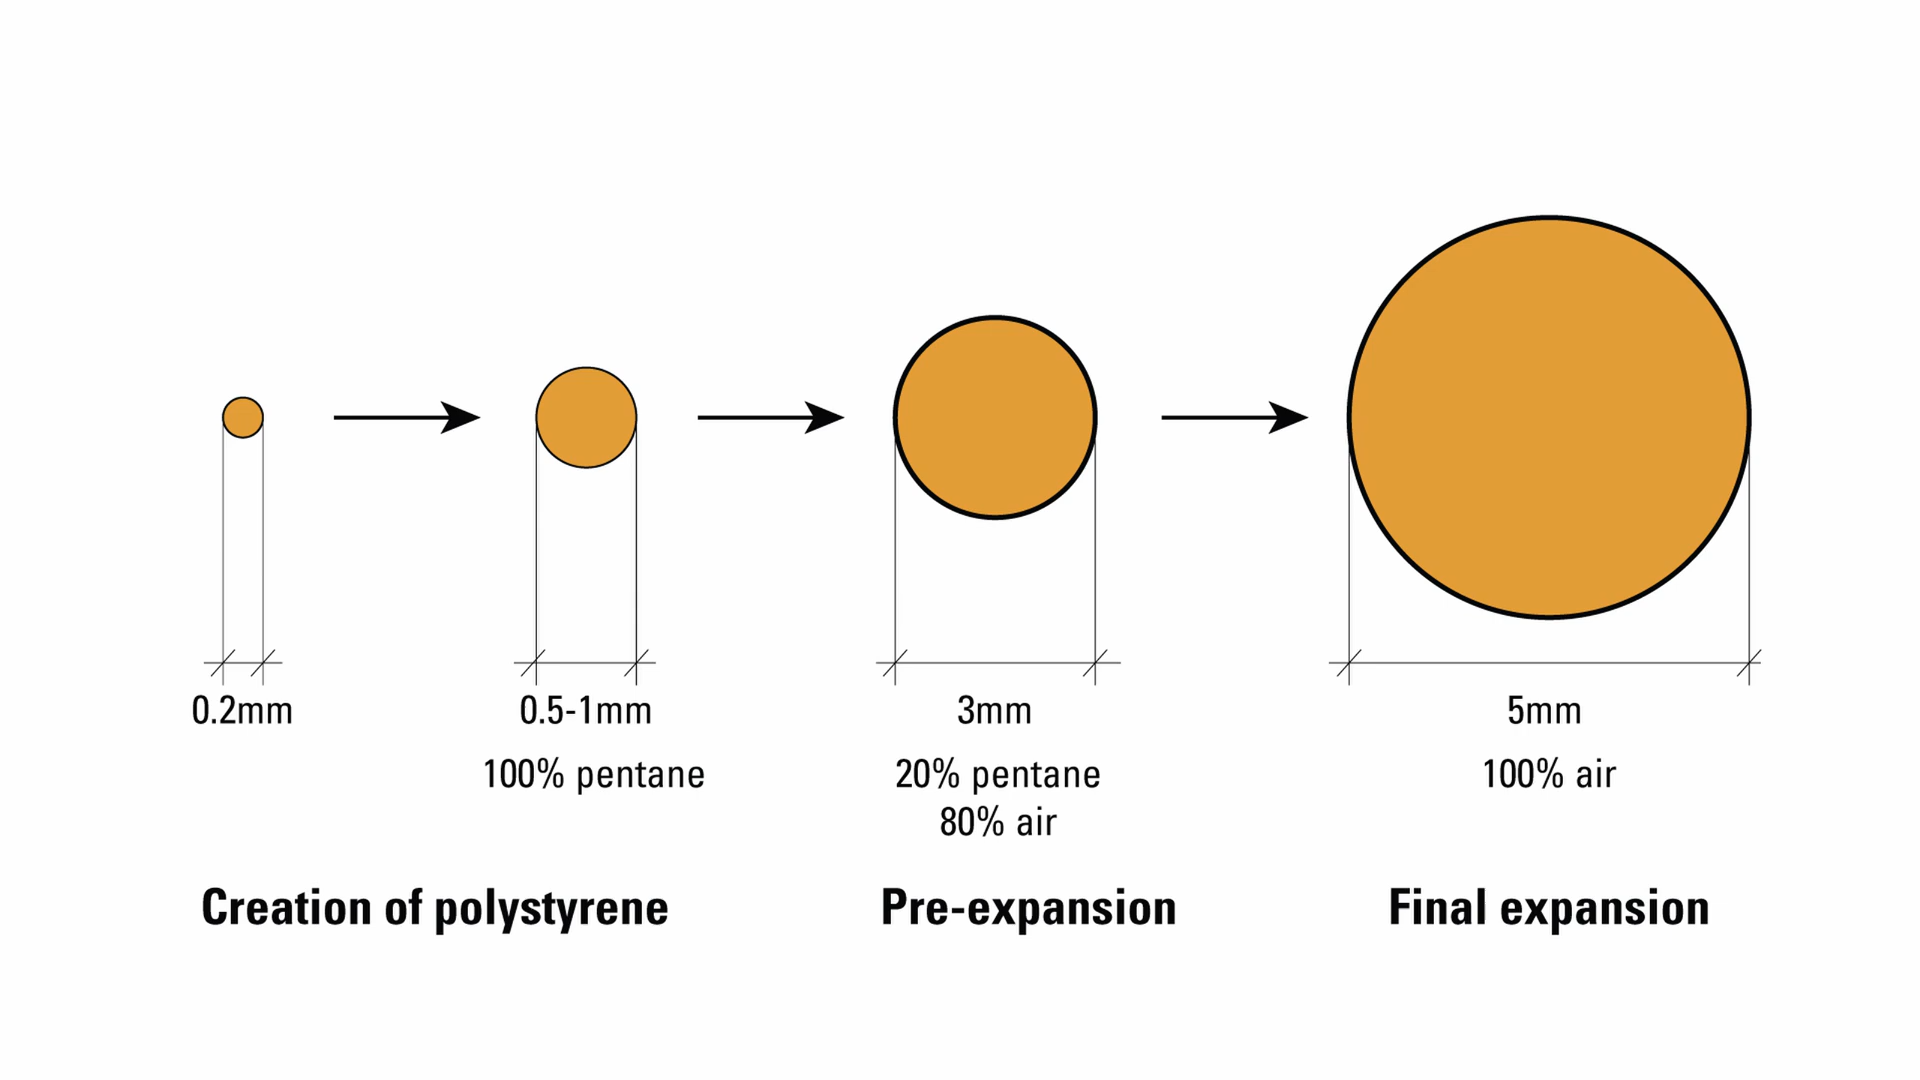 0.2mm
0.5-1mm
3mm
5mm
100% pentane
20% pentane
80% air
100% air
Creation of polystyrene
Pre-expansion
Final expansion